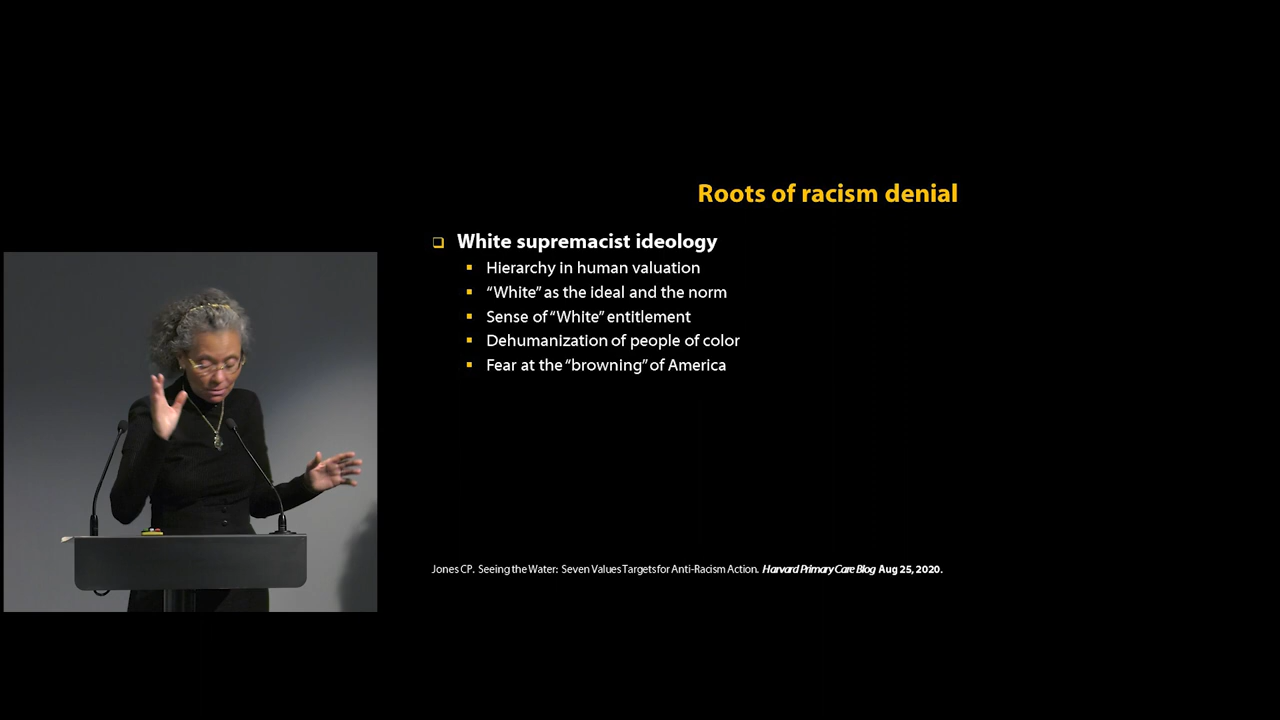 Roots of racism denial
❑ White supremacist ideology
▪ Hierarchy in human valuation
▪ “White” as the ideal and the norm
▪ Sense of “White” entitlement
▪ Dehumanization of people of color
▪ Fear at the “browning” of America
Jones CP. Seeing the Water: Seven Values Targets for Anti-Racism Action. Harvard Primary Care Blog Aug 25, 2020.